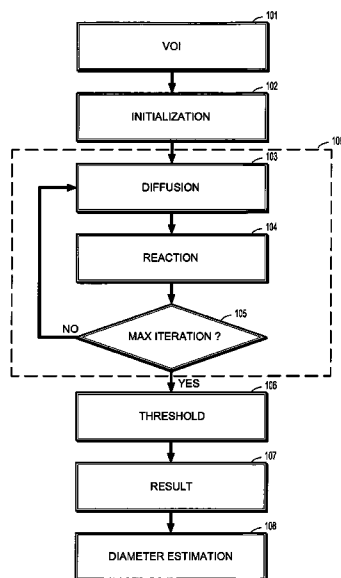 101
VOI
102
INITIALIZATION
103
DIFFUSION
104
REACTION
105
MAX ITERATION ?
NO
YES
106
THRESHOLD
107
RESULT
108
DIAMETER ESTIMATION